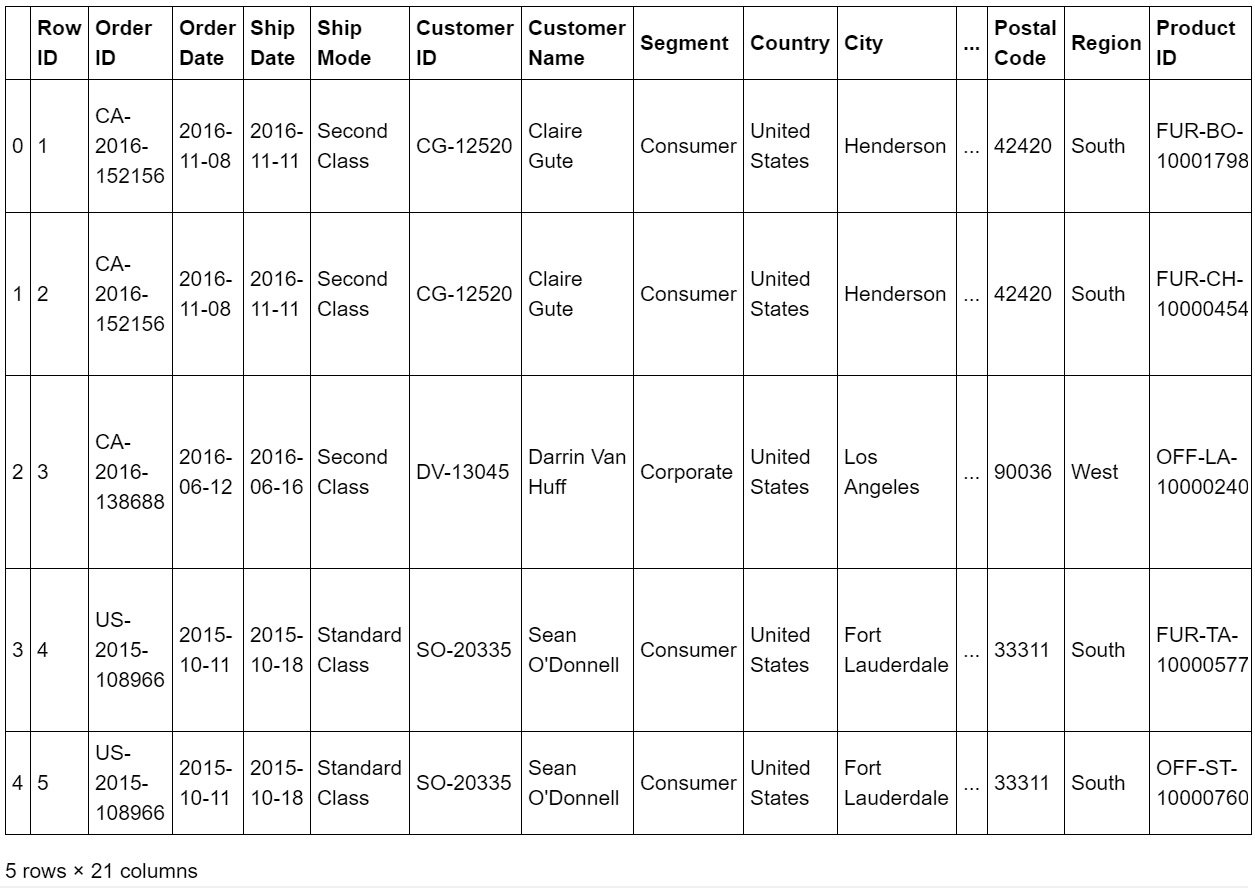 Row ID Order ID Order Date Ship Date Ship Mode Customer ID Customer Name Segment Country City ... Postal Code Region Product ID
0 1 CA-2016-152156 2016-11-08 2016-11-11 Second Class CG-12520 Claire Gute Consumer United States Henderson ... 42420 South FUR-BO-10001798
1 2 CA-2016-152156 2016-11-08 2016-11-11 Second Class CG-12520 Claire Gute Consumer United States Henderson ... 42420 South FUR-CH-10000454
2 3 CA-2016-138688 2016-06-12 2016-06-16 Second Class DV-13045 Darrin Van Huff Corporate United States Los Angeles ... 90036 West OFF-LA-10000240
3 4 US-2015-108966 2015-10-11 2015-10-18 Standard Class SO-20335 Sean O'Donnell Consumer United States Fort Lauderdale ... 33311 South FUR-TA-10000577
4 5 US-2015-108966 2015-10-11 2015-10-18 Standard Class SO-20335 Sean O'Donnell Consumer United States Fort Lauderdale ... 33311 South OFF-ST-10000760
5 rows × 21 columns